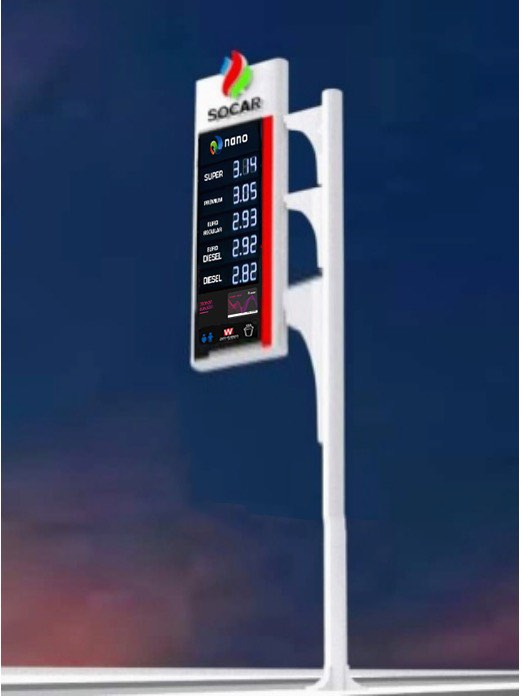 SOCAR
nano
SUPER 3.14
PREMIUM 3.05
EURO
REGULAR 2.93
EURO
DIESEL 2.92
DIESEL 2.82
W